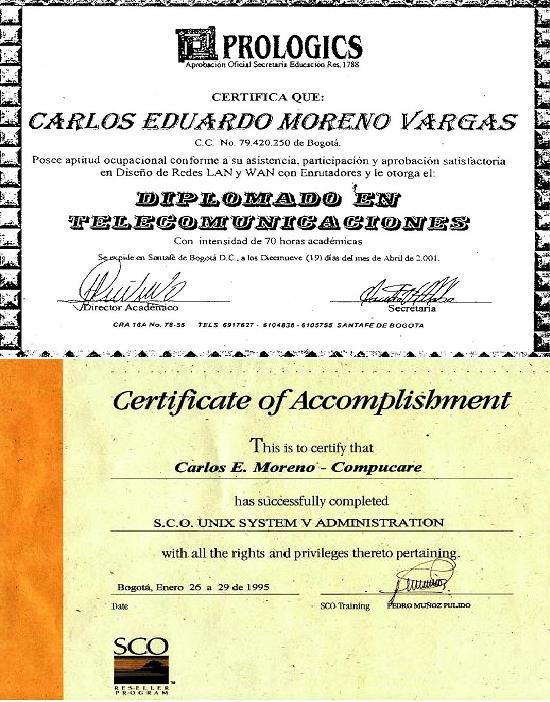 PROLOGICS
Aprobación Oficial Secretaría Educación Res. 1788
CERTIFICA QUE:
CARLOS EDUARDO MORENO VARGAS
C.C. No. 79.420.250 de Bogotá.
Posee aptitud ocupacional conforme a su asistencia, participación y aprobación satisfactoria
en Diseño de Redes LAN y WAN con Enrutadores y le otorga el:
DIPLOMADO EN
TELECOMUNICACIONES
Con intensidad de 70 horas académicas
Se expide en Santafé de Bogotá D.C., a los Diecinueve (19) días del mes de Abril de 2.001.
Director Académico
Secretaria
CRA 16A No. 78-55 TELS 6917627 - 6104838 - 6105755 SANTAFE DE BOGOTA
Certificate of Accomplishment
This is to certify that
Carlos E. Moreno - Compucare
has successfully completed
S.C.O. UNIX SYSTEM V ADMINISTRATION
with all the rights and privileges thereto pertaining.
Bogotá, Enero 26 a 29 de 1995
Date
SCO-Training PEDRO MUÑOZ PULIDO
SCO
RESELLER
PROGRAM